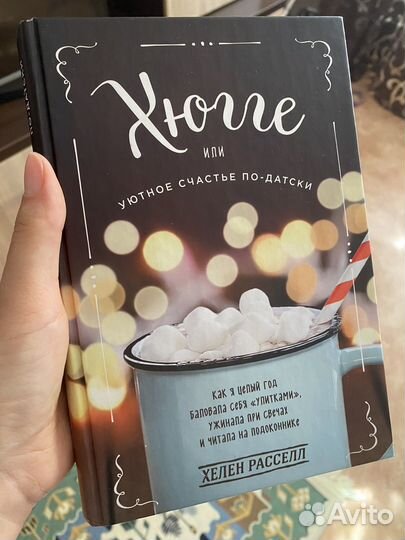 Хюгге
или
уютное счастье по-датски
как я целый год
баловала себя «улитками»,
ужинала при свечах
и читала на подоконнике
Хелен Расселл
Avito